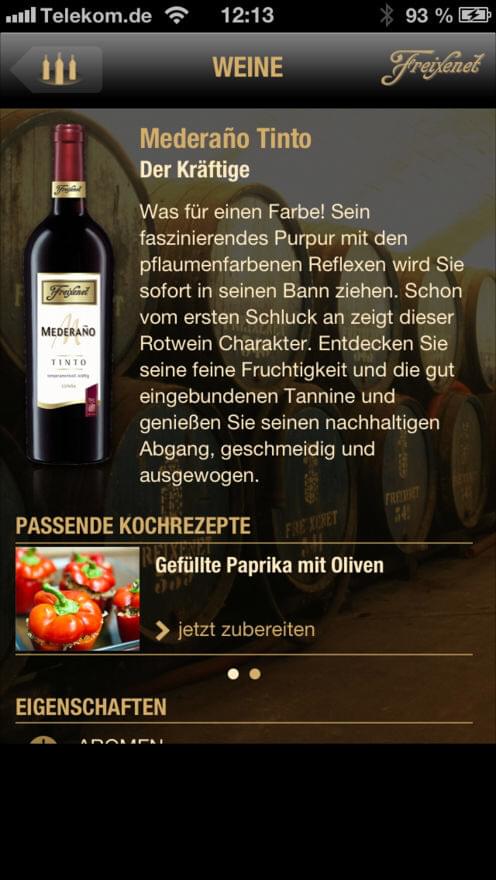 Telekom.de 12:13 93 %
WEINE
Freixenet
Mederaño Tinto
Der Kräftige
Was für einen Farbe! Sein
faszinierendes Purpur mit den
pflaumenfarbenen Reflexen wird Sie
sofort in seinen Bann ziehen. Schon
vom ersten Schluck an zeigt dieser
Rotwein Charakter. Entdecken Sie
seine feine Fruchtigkeit und die gut
eingebundenen Tannine und
genießen Sie seinen nachhaltigen
Abgang, geschmeidig und
ausgewogen.
Freixenet
Freixenet
MEDERAÑO
TINTO
FREIXENET
PASSENDE KOCHREZEPTE
Gefüllte Paprika mit Oliven
jetzt zubereiten
EIGENSCHAFTEN
AROMEN